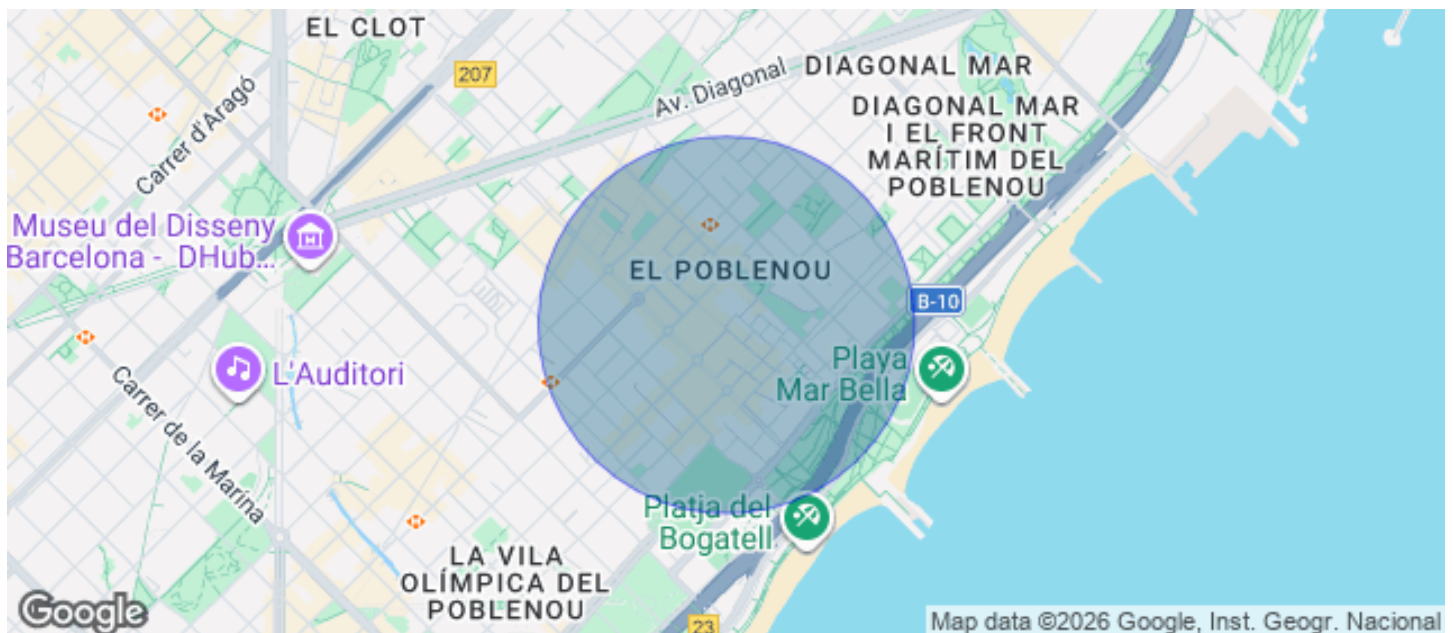 EL CLOT
207
Av. Diagonal
DIAGONAL MAR
DIAGONAL MAR
I EL FRONT
MARÍTIM DEL
POBLENOU
Carrer d'Aragó
Museu del Disseny
Barcelona - DHub...
EL POBLENOU
B-10
Playa
Mar Bella
L'Auditori
Carrer de la Marina
Platja del
Bogatell
LA VILA
OLÍMPICA DEL
POBLENOU
23
Google
Map data ©2026 Google, Inst. Geogr. Nacional